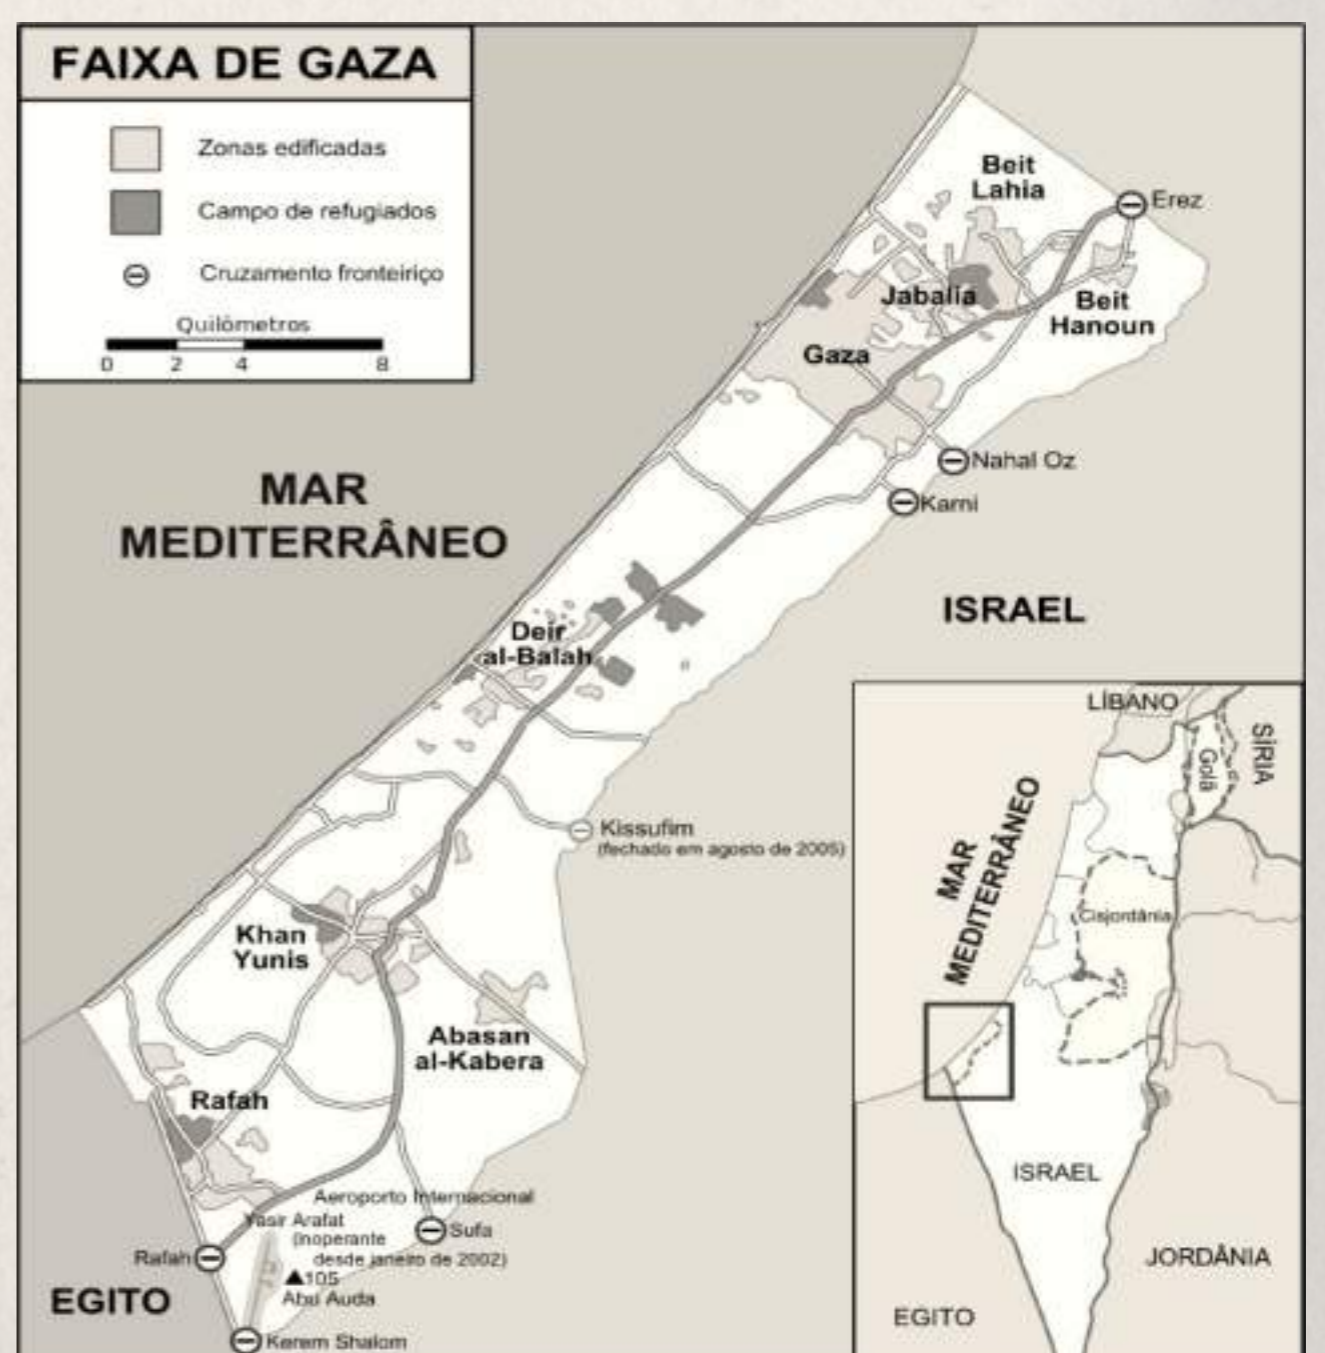 FAIXA DE GAZA
Zonas edificadas
Campo de refugiados
Cruzamento fronteiriço
Quilômetros
0 2 4 8
Beit
Lahia
Erez
Jabalia
Beit
Hanoun
Gaza
Nahal Oz
Karni
MAR
MEDITERRÂNEO
ISRAEL
Deir
al-Balah
Kissufim
(fechado em agosto de 2005)
Khan
Yunis
Abasan
al-Kabera
Rafah
Aeroporto Internacional
Yasir Arafat
(inoperante
desde janeiro de 2002)
Sufa
Rafah
105
Abu Auda
EGITO
Kerem Shalom
LÍBANO
SÍRIA
Golã
MAR
MEDITERRÂNEO
Cisjordânia
ISRAEL
JORDÂNIA
EGITO